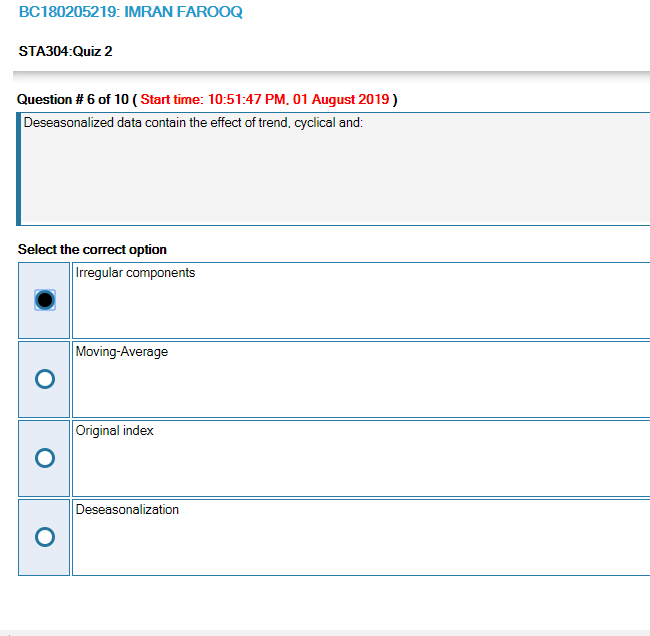 BC180205219: IMRAN FAROOQ
STA304:Quiz 2
Question # 6 of 10 ( Start time: 10:51:47 PM, 01 August 2019 )
Deseasonalized data contain the effect of trend, cyclical and:
Select the correct option
Irregular components
Moving-Average
Original index
Deseasonalization